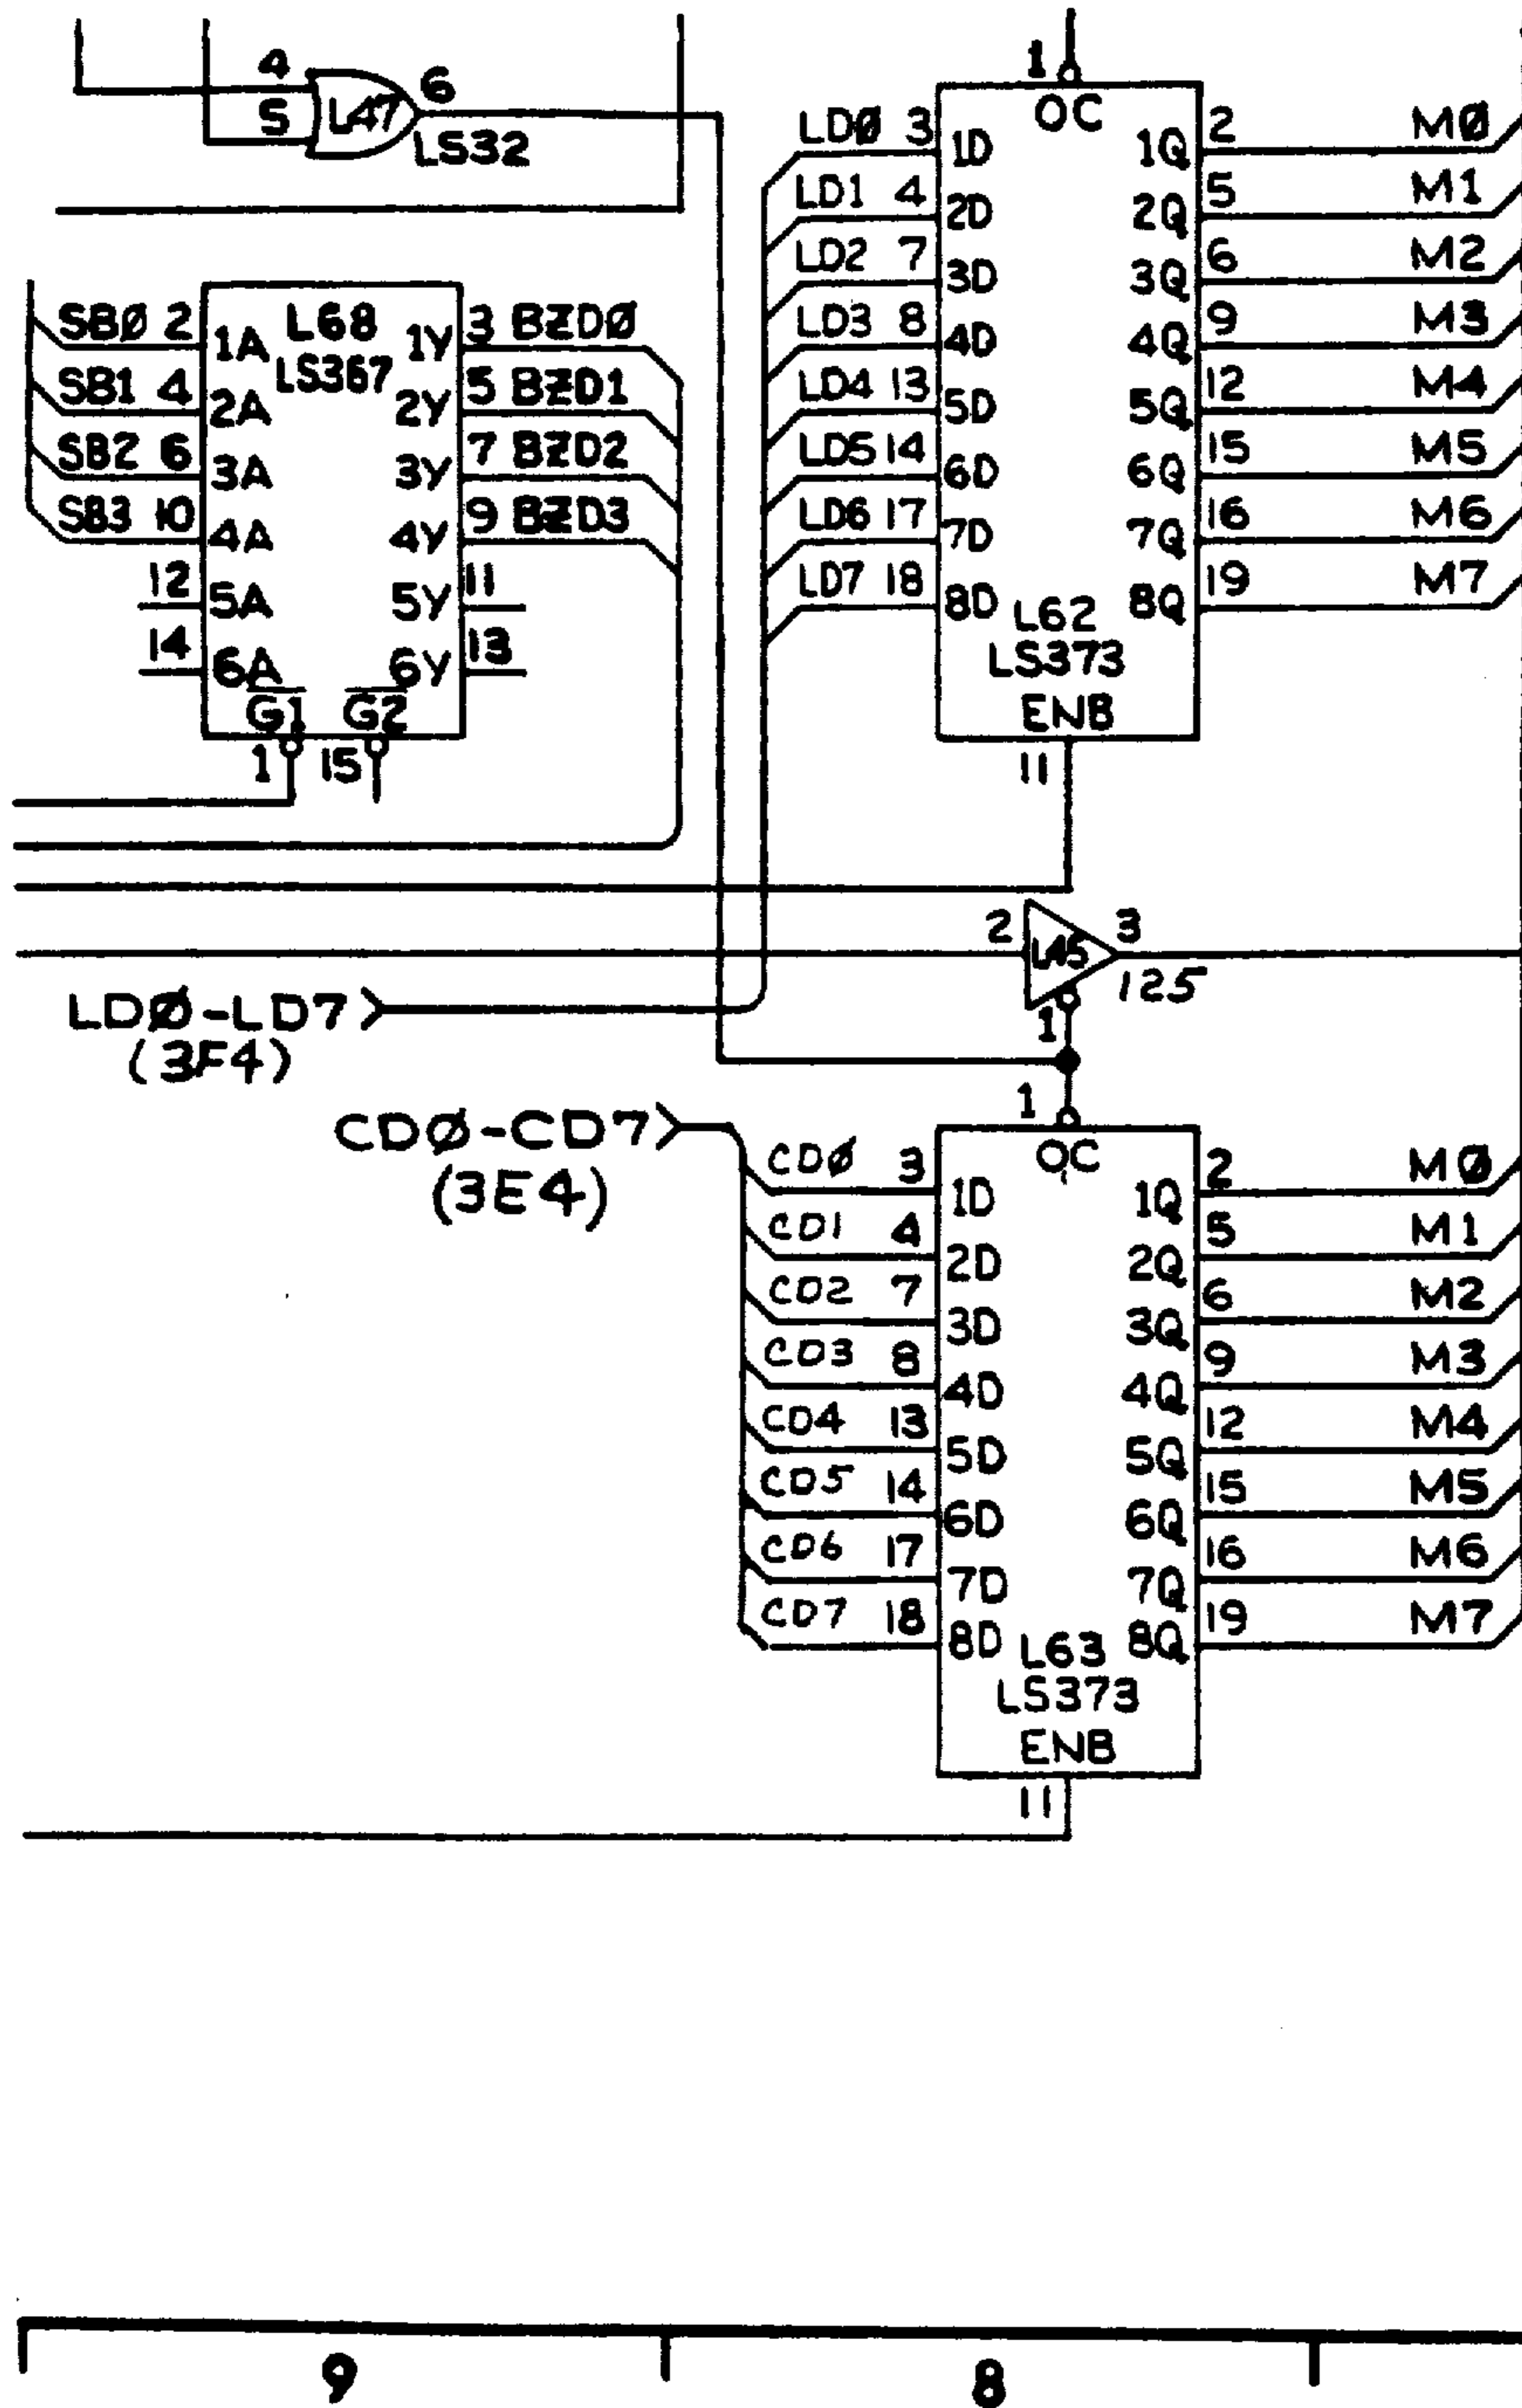 4
5
L47
6
LS32
1
OC
LDØ 3 1D 1Q 2 MØ
LD1 4 2D 2Q 5 M1
LD2 7 3D 3Q 6 M2
LD3 8 4D 4Q 9 M3
LD4 13 5D 5Q 12 M4
LD5 14 6D 6Q 15 M5
LD6 17 7D 7Q 16 M6
LD7 18 8D 8Q 19 M7
L62
LS373
ENB
11
L68
LS367
SBØ 2 1A 1Y 3 BZDØ
SB1 4 2A 2Y 5 BZD1
SB2 6 3A 3Y 7 BZD2
SB3 10 4A 4Y 9 BZD3
12 5A 5Y 11
14 6A 6Y 13
G1 G2
1 15
2 L45 3
125
1
LDØ-LD7
(3F4)
CDØ-CD7
(3E4)
1
OC
CDØ 3 1D 1Q 2 MØ
CD1 4 2D 2Q 5 M1
CD2 7 3D 3Q 6 M2
CD3 8 4D 4Q 9 M3
CD4 13 5D 5Q 12 M4
CD5 14 6D 6Q 15 M5
CD6 17 7D 7Q 16 M6
CD7 18 8D 8Q 19 M7
L63
LS373
ENB
11
9 8